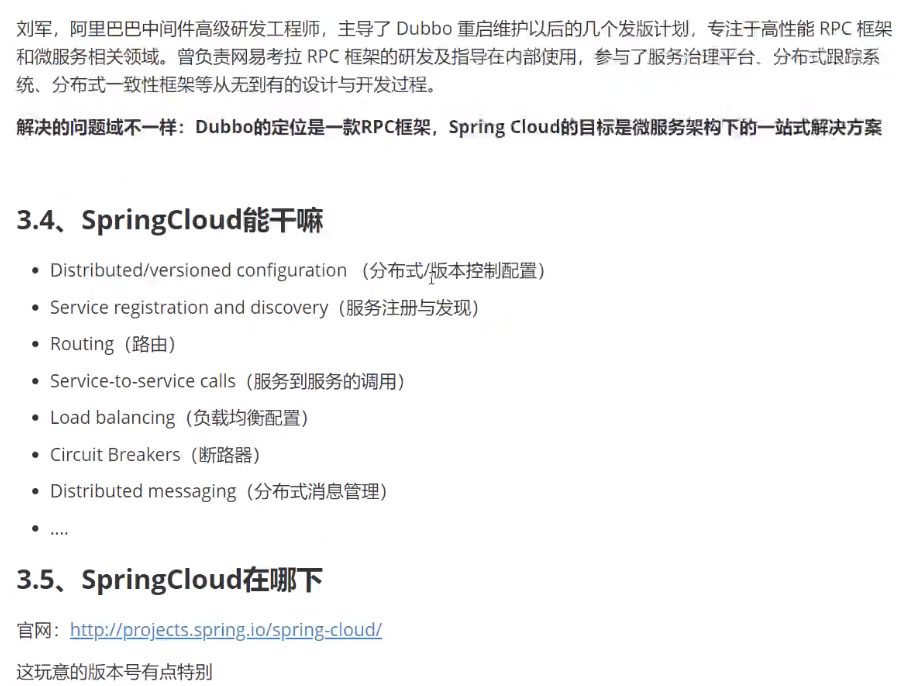 刘军，阿里巴巴中间件高级研发工程师，主导了 Dubbo 重启维护以后的几个发版计划，专注于高性能 RPC 框架
和微服务相关领域。曾负责网易考拉 RPC 框架的研发及指导在内部使用，参与了服务治理平台、分布式跟踪系
统、分布式一致性框架等从无到有的设计与开发过程。
解决的问题域不一样：Dubbo的定位是一款RPC框架，Spring Cloud的目标是微服务架构下的一站式解决方案
3.4、SpringCloud能干嘛
• Distributed/versioned configuration （分布式/版本控制配置）
• Service registration and discovery（服务注册与发现）
• Routing（路由）
• Service-to-service calls（服务到服务的调用）
• Load balancing（负载均衡配置）
• Circuit Breakers（断路器）
• Distributed messaging（分布式消息管理）
• ....
3.5、SpringCloud在哪下
官网：http://projects.spring.io/spring-cloud/
这玩意的版本号有点特别